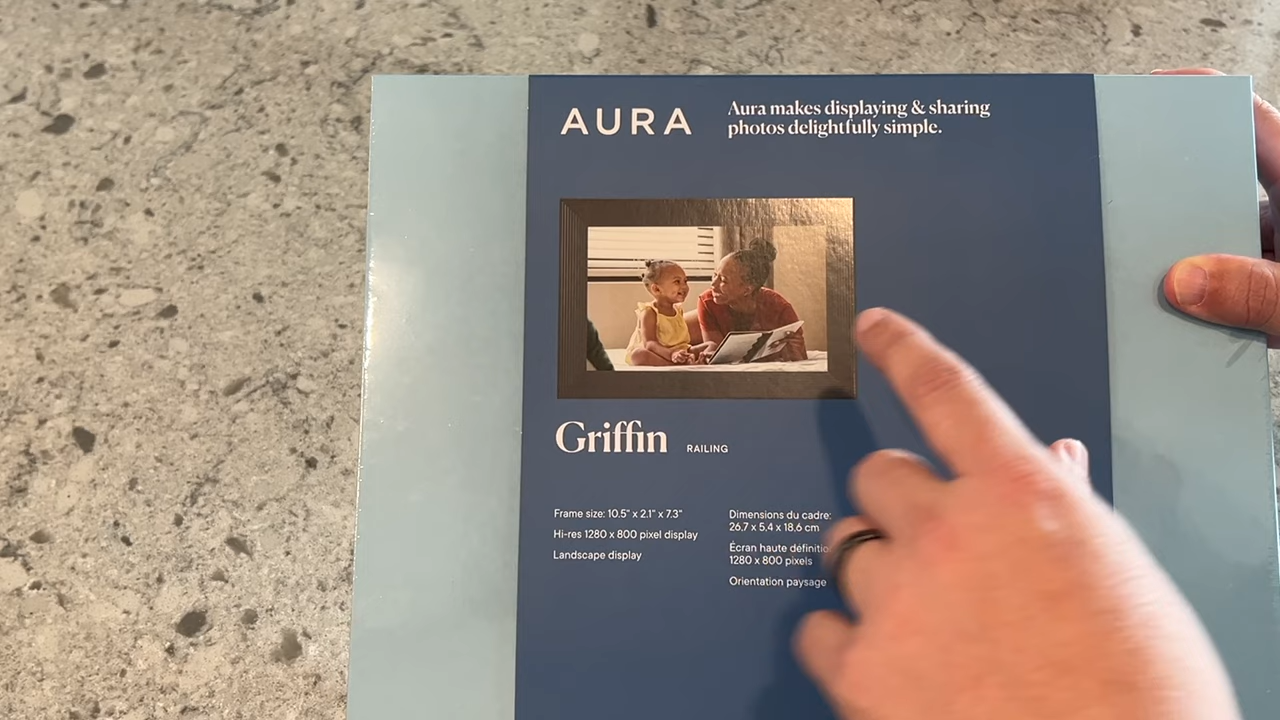 AURA
Aura makes displaying & sharing
photos delightfully simple.
Griffin RAILING
Frame size: 10.5" x 2.1" x 7.3"
Hi-res 1280 x 800 pixel display
Landscape display
Dimensions du cadre:
26,7 x 5,4 x 18,6 cm
Écran haute
1280 x 800 pixels
Orientation paysage